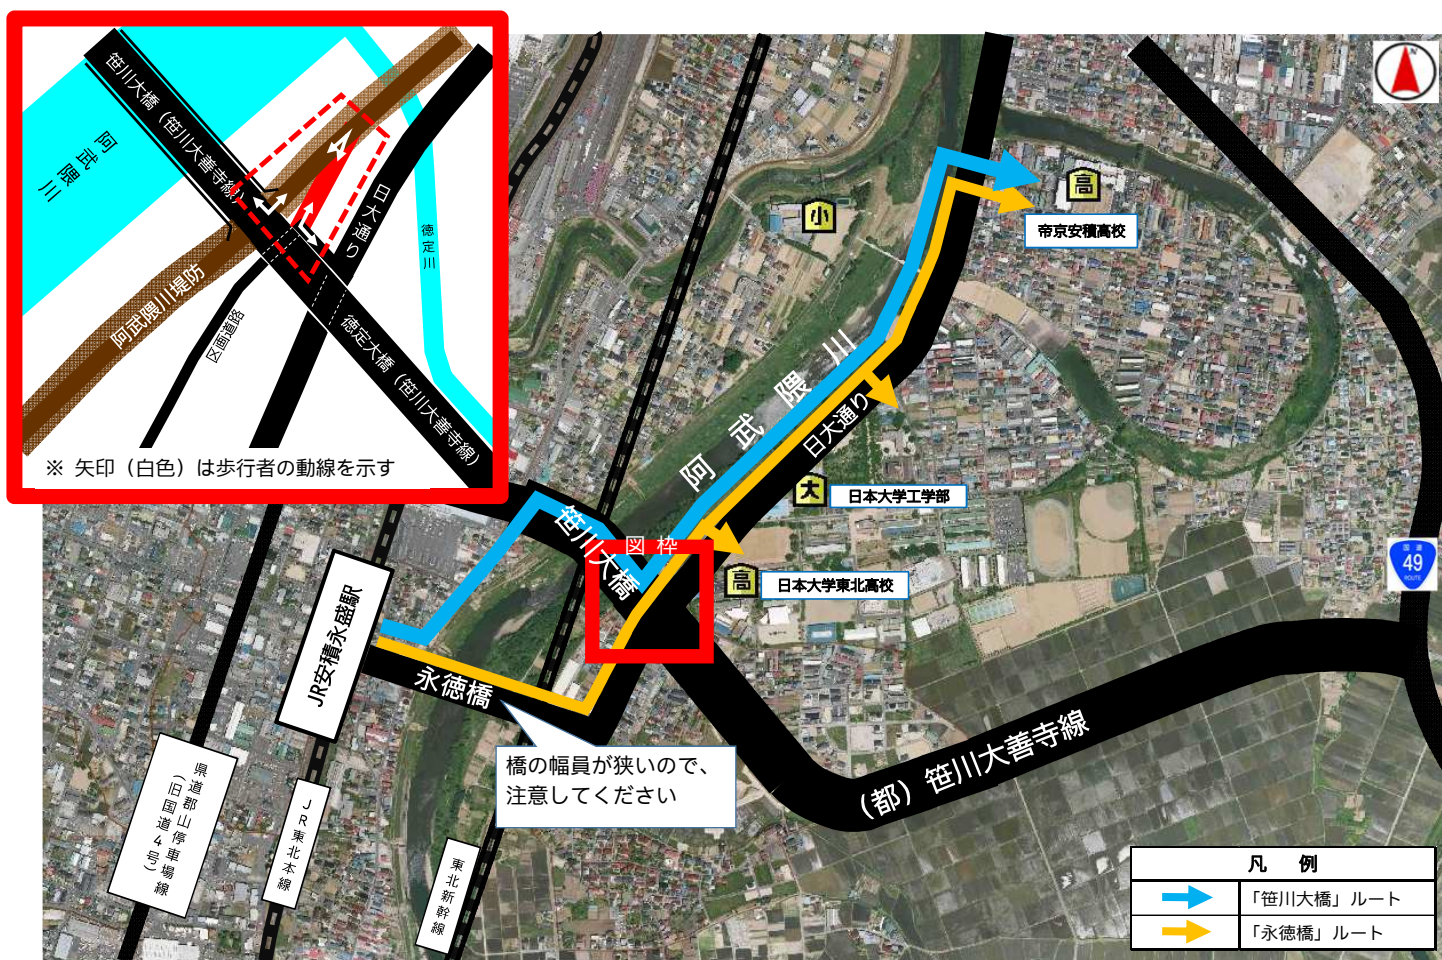 笹川大橋（笹川大善寺線）
阿武隈川
日大通り
徳定川
阿武隈川堤防
区画道路
徳定大橋（笹川大善寺線）
※ 矢印（白色）は歩行者の動線を示す
N
小
高
帝京安積高校
阿武隈川
日大通り
大
日本大学工学部
笹川大橋
図 枠
高
日本大学東北高校
国道
49
ROUTE
JR安積永盛駅
永徳橋
橋の幅員が狭いので、
注意してください
（都）笹川大善寺線
県道郡山停車場線
（旧国道4号）
JR東北本線
東北新幹線
凡 例
「笹川大橋」ルート
「永徳橋」ルート